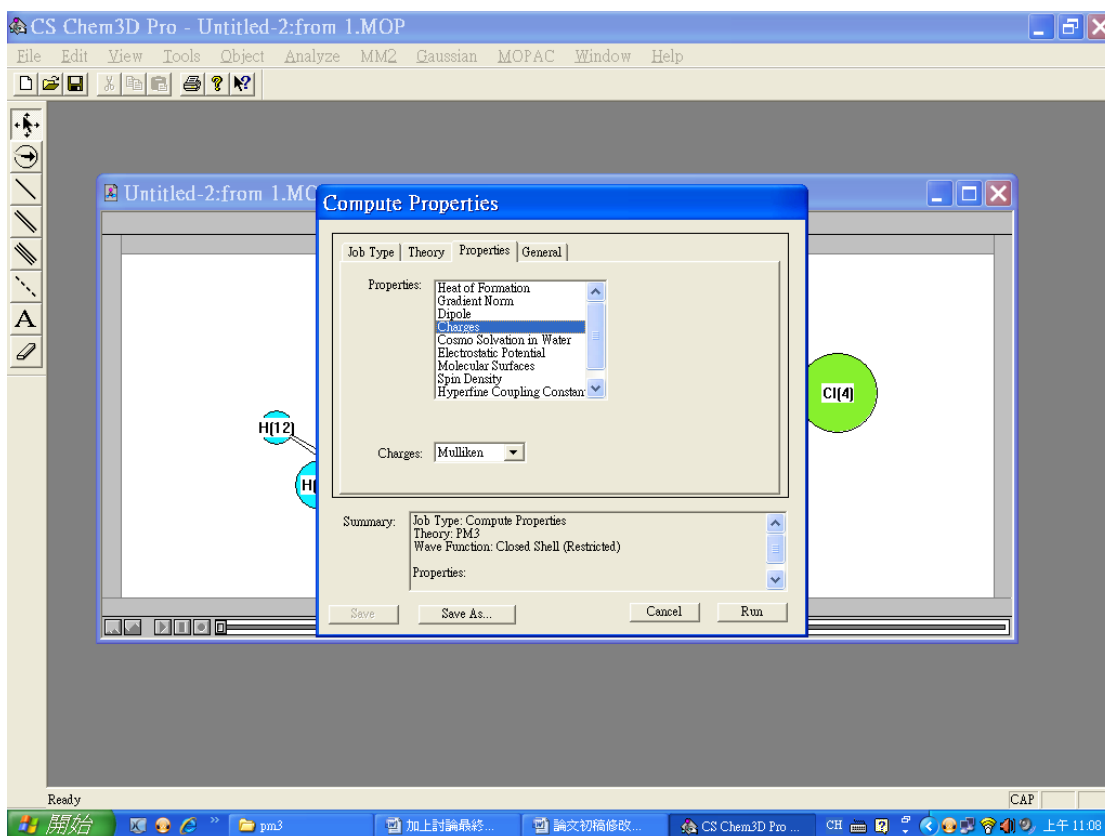 CS Chem3D Pro - Untitled-2:from 1.MOP
File Edit View Tools Object Analyze MM2 Gaussian MOPAC Window Help
A
Untitled-2:from 1.MO
Compute Properties
Job Type Theory Properties General
Properties:
Heat of Formation
Gradient Norm
Dipole
Charges
Cosmo Solvation in Water
Electrostatic Potential
Molecular Surfaces
Spin Density
Hyperfine Coupling Constan
Cl(4)
H(12)
H(
Charges: Mulliken
Summary:
Job Type: Compute Properties
Theory: PM3
Wave Function: Closed Shell (Restricted)
Properties:
Save Save As... Cancel Run
Ready CAP
開始 pm3 加上討論最終... 論文初稿修改... CS Chem3D Pro ... CH 上午 11:08